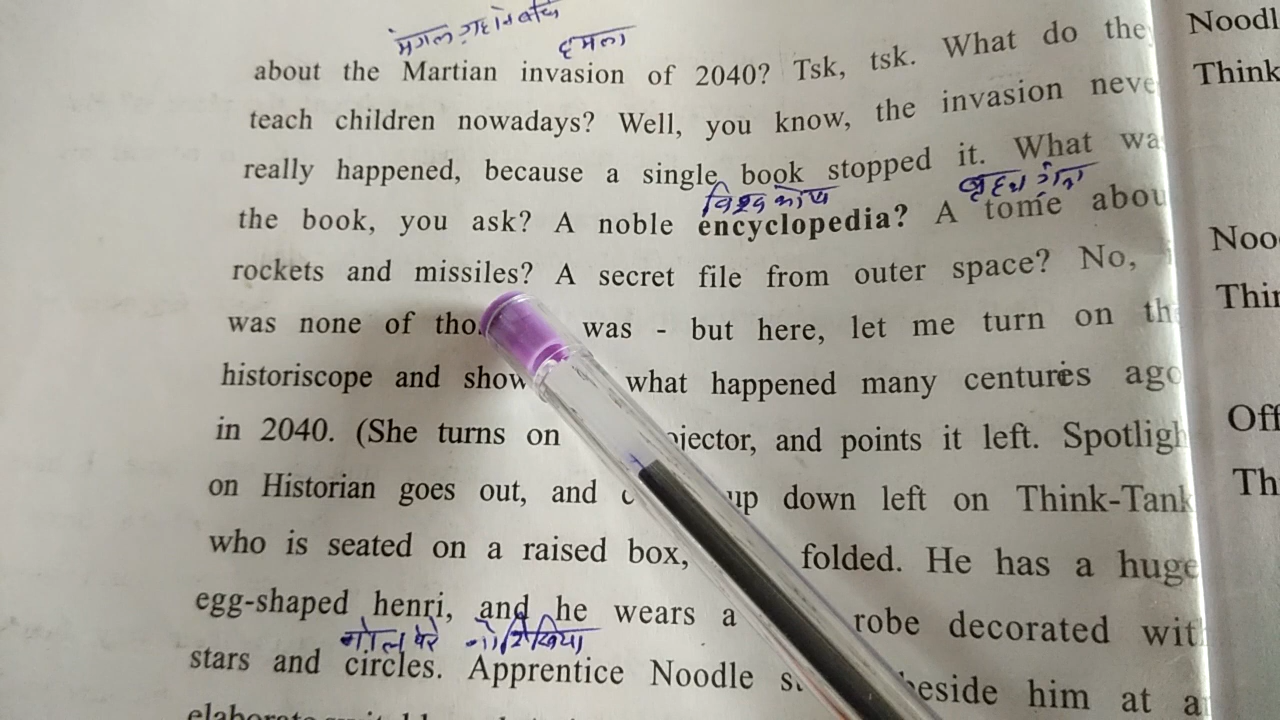 मंगल ग्रह निवासी
हमला
about the Martian invasion of 2040? Tsk, tsk. What do the
teach children nowadays? Well, you know, the invasion neve
really happened, because a single book stopped it. What wa
विश्वकोष
the book, you ask? A noble encyclopedia? A tome abou
rockets and missiles? A secret file from outer space? No,
was none of tho was - but here, let me turn on th
historiscope and show what happened many centuries ago
in 2040. (She turns on ojector, and points it left. Spotligh
on Historian goes out, and up down left on Think-Tank
who is seated on a raised box, folded. He has a huge
egg-shaped henri, and he wears a robe decorated wit
गोल घेरे
stars and circles. Apprentice Noodle beside him at a
Noodl
Think
Noo
Thin
Off
Th